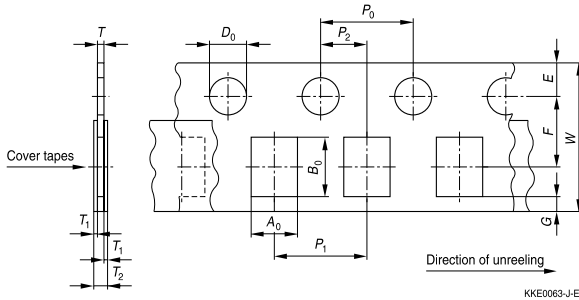 P0
T
D0
P2
E
F
W
Cover tapes
B0
T1
A0
G
T1
P1
T2
Direction of unreeling
KKE0063-J-E